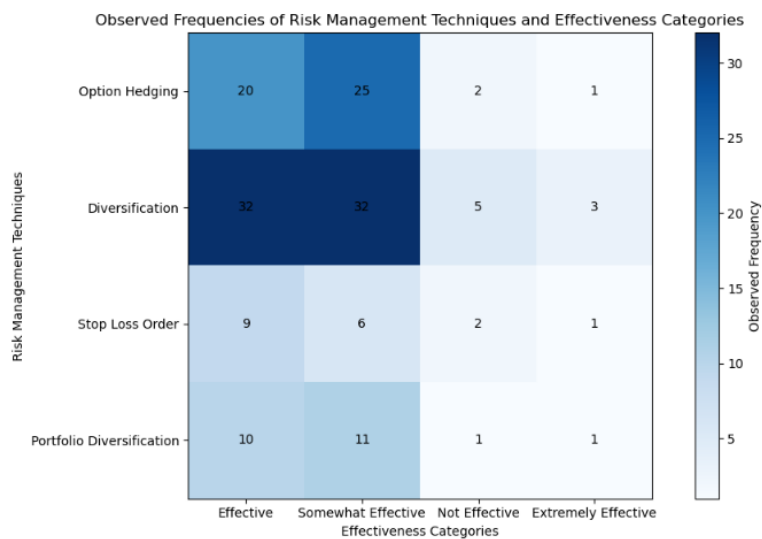 Observed Frequencies of Risk Management Techniques and Effectiveness Categories
Risk Management Techniques
Option Hedging 20 25 2 1
Diversification 32 32 5 3
Stop Loss Order 9 6 2 1
Portfolio Diversification 10 11 1 1
Effective Somewhat Effective Not Effective Extremely Effective
Effectiveness Categories
30
25
20
15
10
5
Observed Frequency